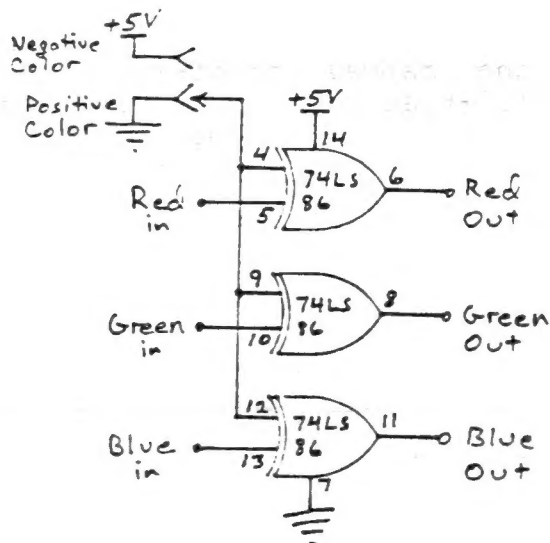 +5V
Negative
Color
Positive
Color
+5V
14
4
74LS
86
6
Red
in
5
Red
Out
9
74LS
86
8
Green
in
10
Green
Out
12
74LS
86
11
Blue
in
13
Blue
Out
7